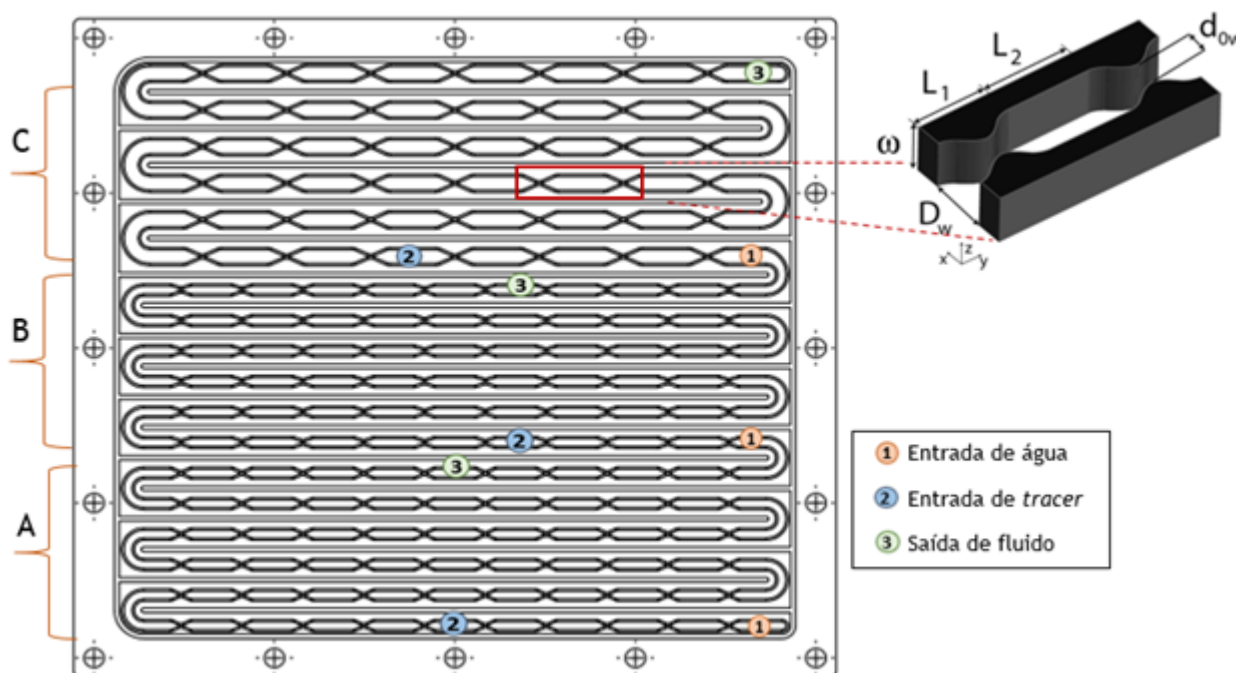 3
C
2
1
3
B
2
1
3
A
2
1
L₁
L₂
d₀ᵥ
ω
D_w
z
x
y
1 Entrada de água
2 Entrada de tracer
3 Saída de fluido